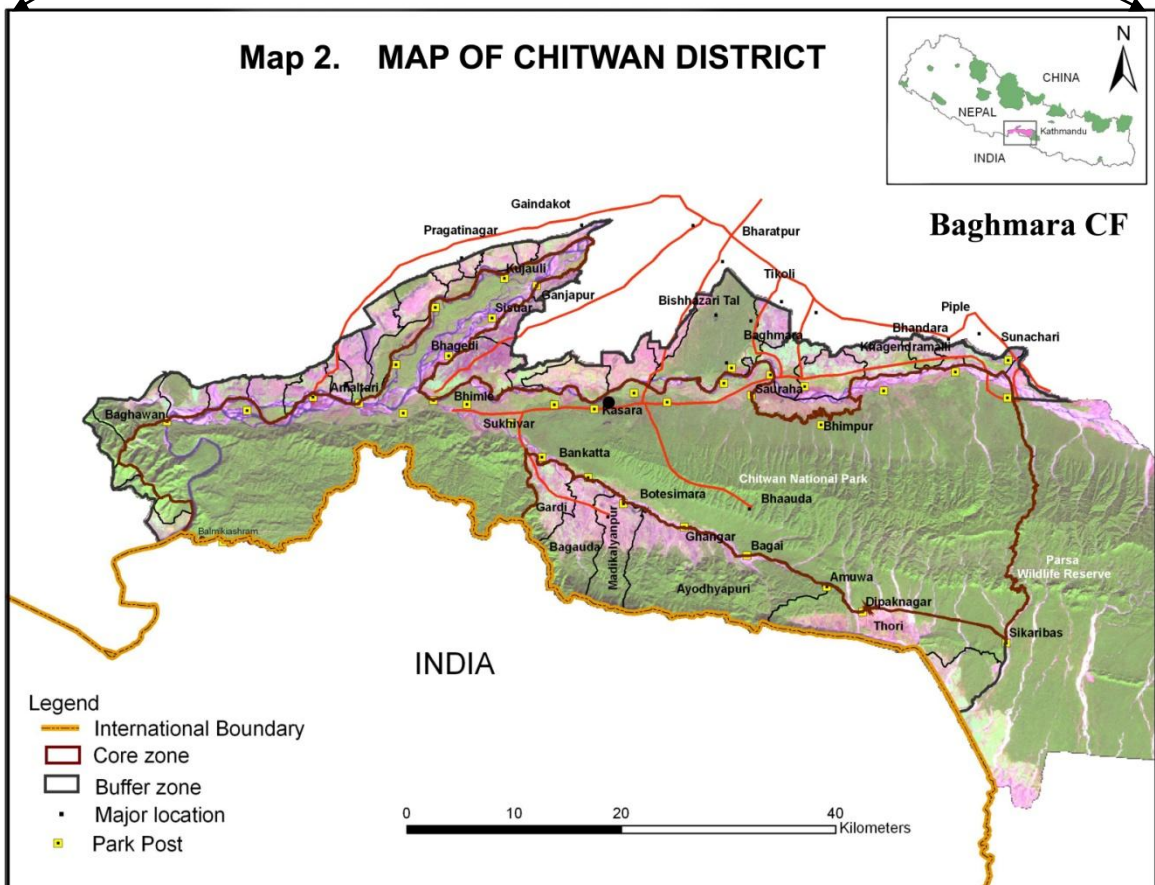 Map 2. MAP OF CHITWAN DISTRICT
N
CHINA
NEPAL
Kathmandu
INDIA
Baghmara CF
Gaindakot
Pragatinagar
Bharatpur
Kujauli
Tikoli
Ganjapur
Bishhazari Tal
Sisuar
Piple
Baghmara
Bhandara
Sunachari
Bhagedi
Khagendramalli
Amaltari
Sauraha
Baghawan
Bhimle
Kasara
Sukhivar
Bhimpur
Bankatta
Chitwan National Park
Botesimara
Bhaauda
Gardi
Balmikiashram
Ghangar
Bagauda
Madikalyanpur
Bagai
Parsa
Wildlife Reserve
Ayodhyapuri
Amuwa
Dipaknagar
Thori
Sikaribas
INDIA
Legend
International Boundary
Core zone
Buffer zone
Major location
Park Post
0 10 20 40
Kilometers